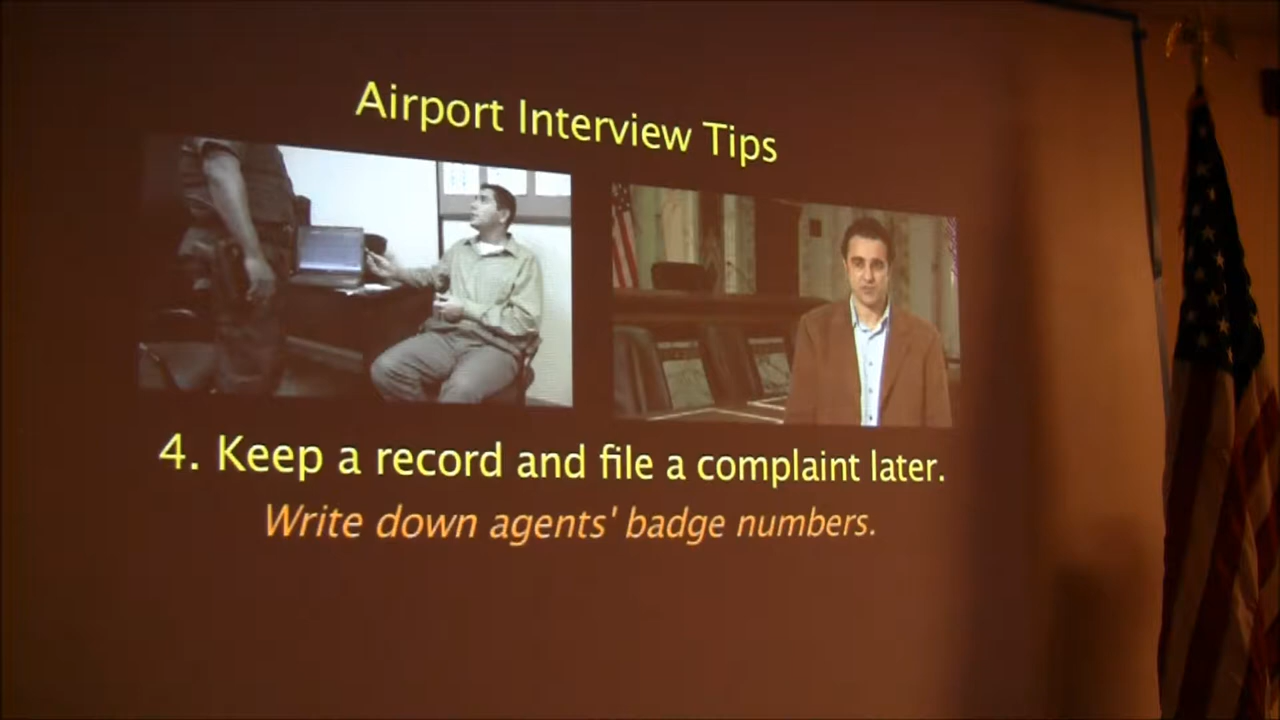 Airport Interview Tips
4. Keep a record and file a complaint later.
Write down agents' badge numbers.